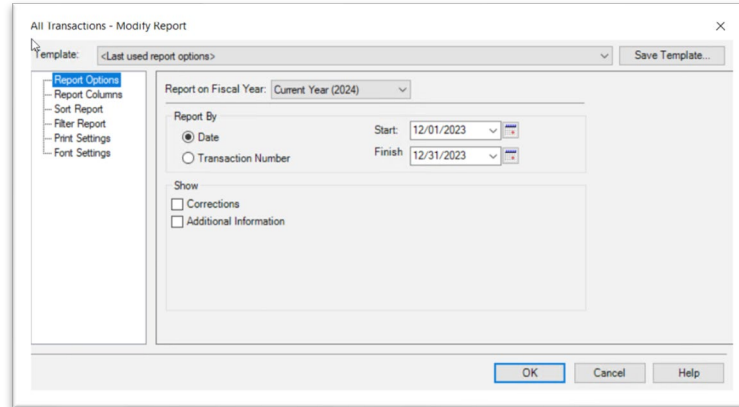 All Transactions - Modify Report
Template: <Last used report options> Save Template...
Report Options
Report Columns
Sort Report
Filter Report
Print Settings
Font Settings
Report on Fiscal Year: Current Year (2024)
Report By
Date
Transaction Number
Start: 12/01/2023
Finish 12/31/2023
Show
Corrections
Additional Information
OK Cancel Help